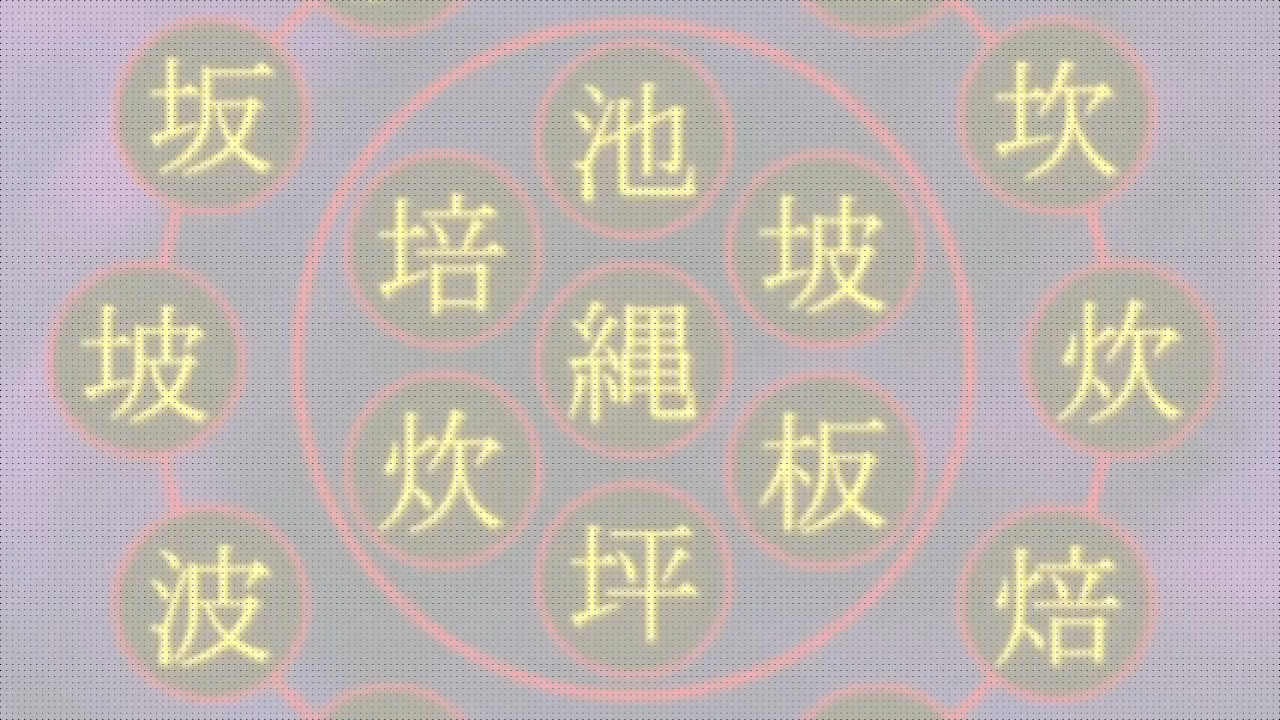 坂 池 坎
培 坡
坡 縄 炊
炊 板
波 坪 焙